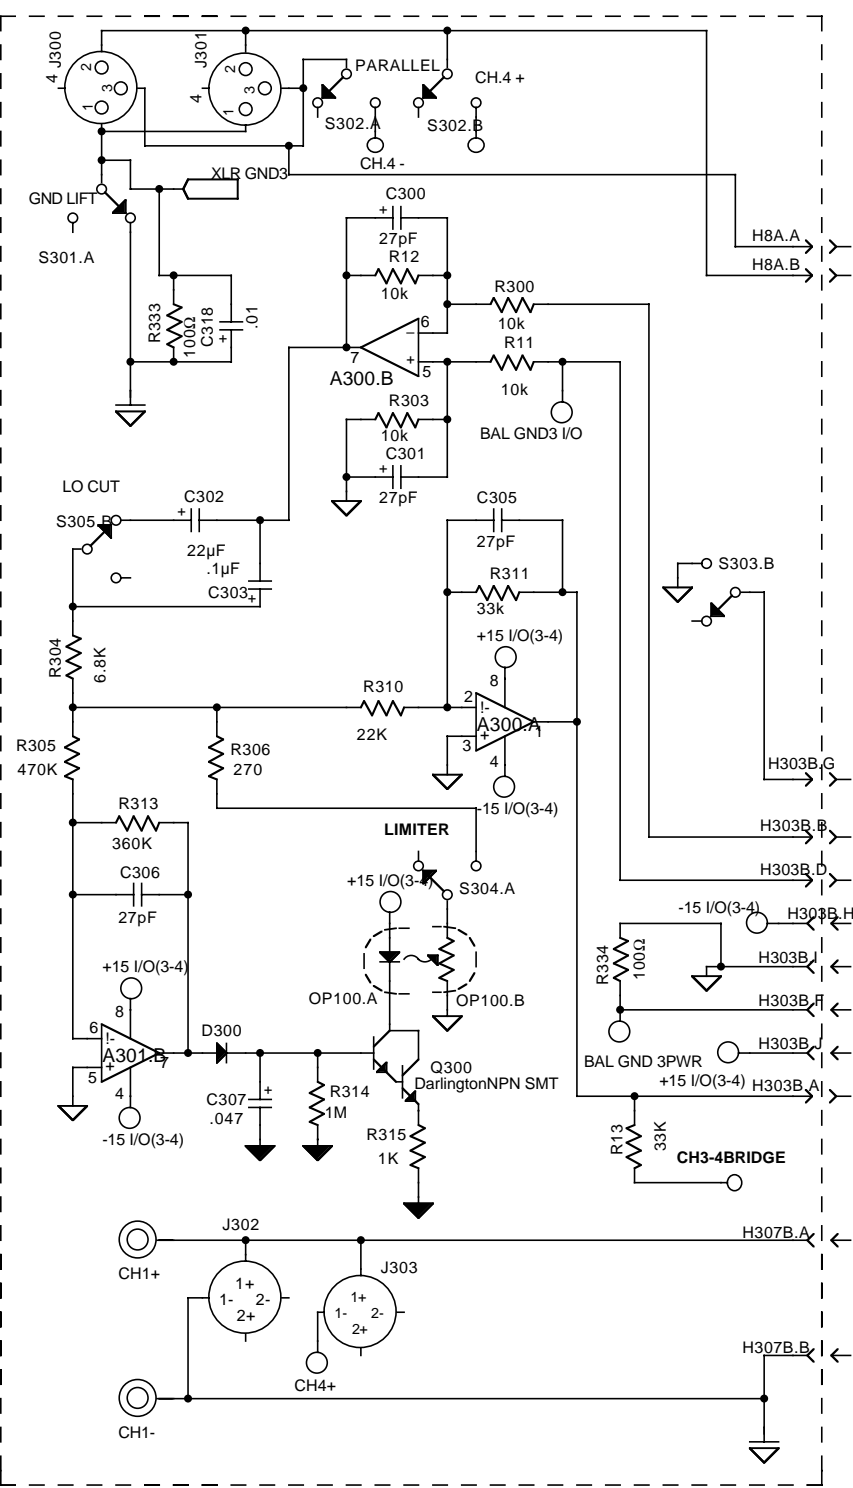 J300
J301
4
2
3
1
4
2
3
1
PARALLEL
CH.4 +
S302.A
S302.B
CH.4 -
XLR GND3
GND LIFT
S301.A
C300
+
27pF
R12
10k
H8A.A
H8A.B
R300
10k
R333
100Ω
C318
+
.01
6
−
7
+
5
A300.B
R11
10k
R303
10k
BAL GND3 I/O
C301
+
27pF
LO CUT
S305.B
C302
+
22µF
.1µF
C303
+
C305
27pF
R311
33k
S303.B
+15 I/O(3-4)
R304
6.8K
R310
22K
8
2
!-
A300.A
1
+
3
4
-15 I/O(3-4)
R305
470K
R306
270
H303B.G
R313
360K
LIMITER
H303B.B
C306
27pF
+15 I/O(3-4)
S304.A
H303B.D
-15 I/O(3-4)
H303B.H
R334
100Ω
H303B.I
+15 I/O(3-4)
OP100.A
OP100.B
H303B.F
8
6
!-
A301.B
7
+
5
4
-15 I/O(3-4)
D300
H303B.J
BAL GND 3PWR
+15 I/O(3-4)
H303B.A
Q300
DarlingtonNPN SMT
C307
+
.047
R314
1M
R315
1K
R13
33K
CH3-4BRIDGE
J302
H307B.A
CH1+
1+
1-
2-
2+
J303
1+
1-
2-
2+
CH4+
H307B.B
CH1-